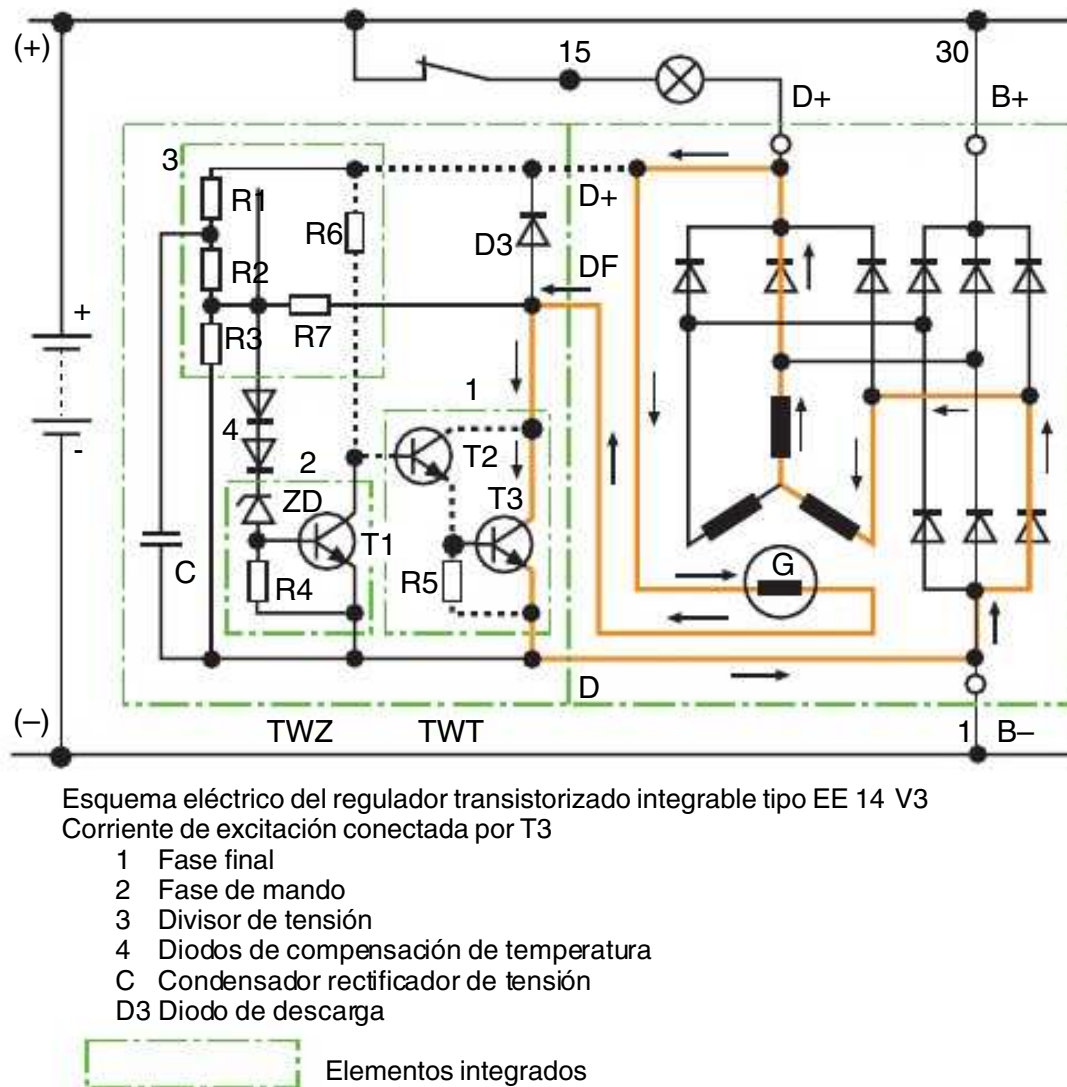 (+)
15
30
D+
B+
3
R1
D+
R6
D3
R2
DF
+
R3
R7
1
4
-
2
T2
ZD
T3
T1
G
C
R4
R5
D
(–)
TWZ TWT
1 B–
Esquema eléctrico del regulador transistorizado integrable tipo EE 14 V3
Corriente de excitación conectada por T3
1 Fase final
2 Fase de mando
3 Divisor de tensión
4 Diodos de compensación de temperatura
C Condensador rectificador de tensión
D3 Diodo de descarga
Elementos integrados